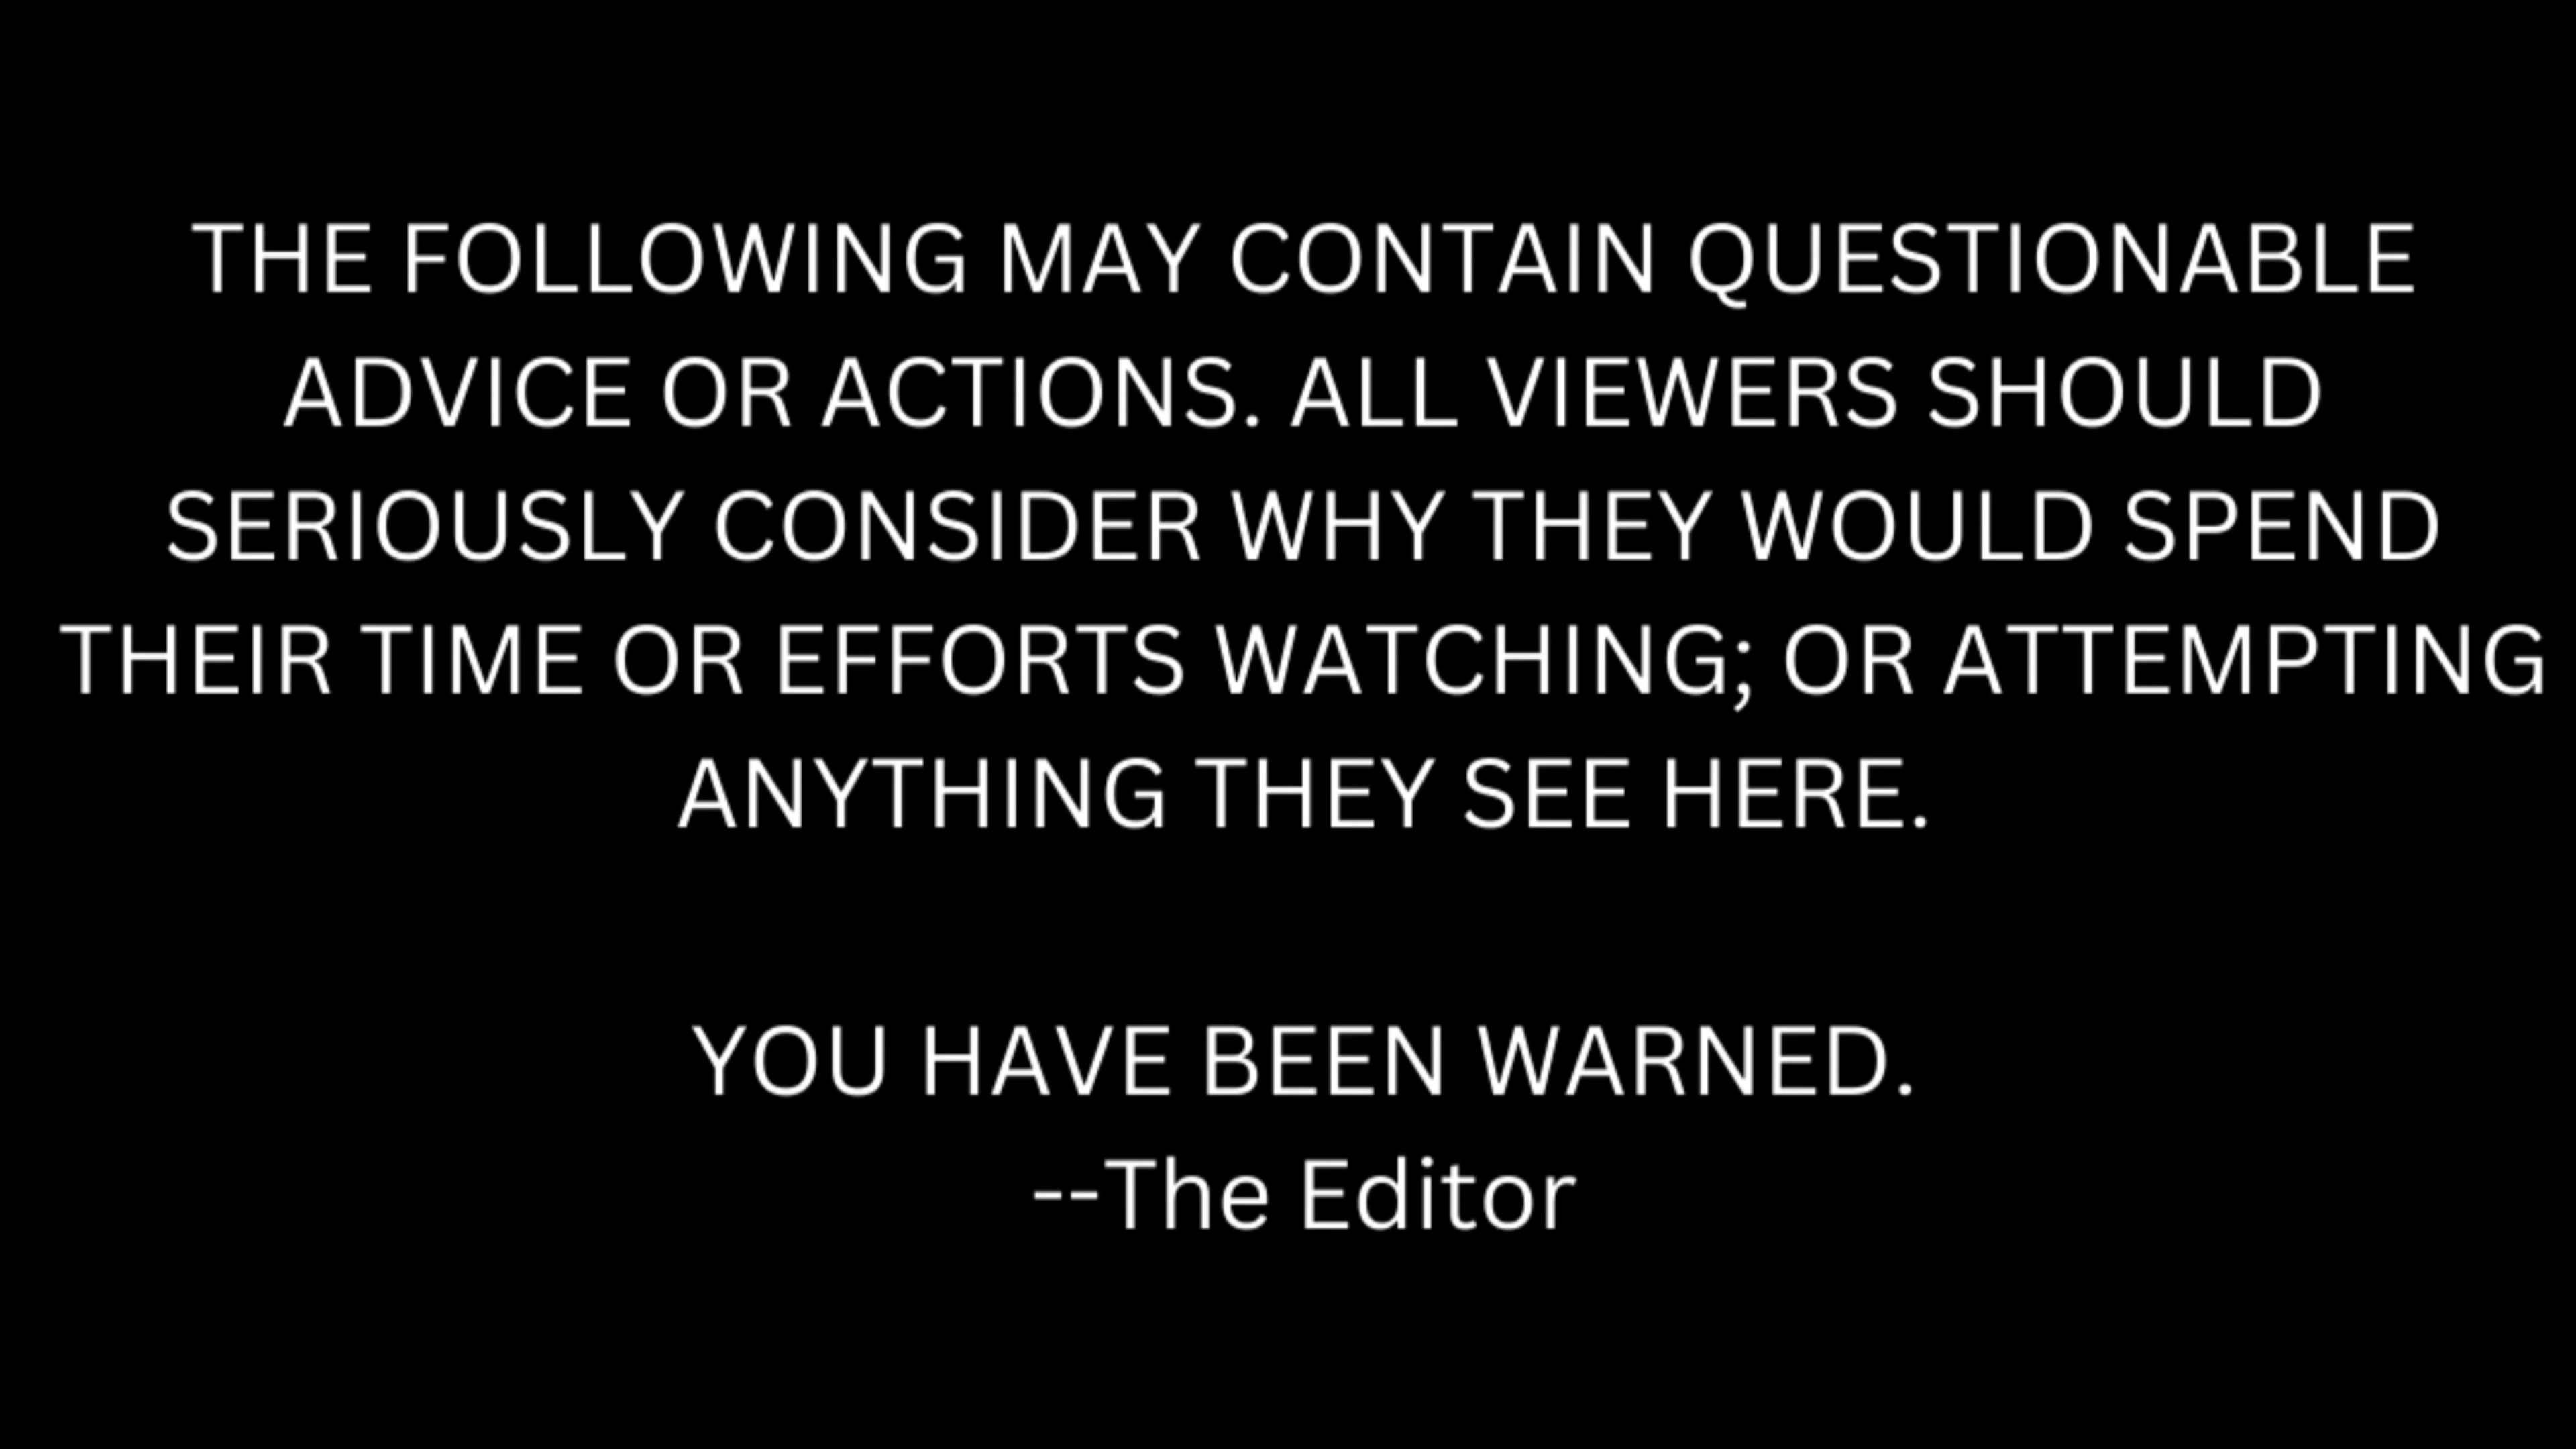 THE FOLLOWING MAY CONTAIN QUESTIONABLE
ADVICE OR ACTIONS. ALL VIEWERS SHOULD
SERIOUSLY CONSIDER WHY THEY WOULD SPEND
THEIR TIME OR EFFORTS WATCHING; OR ATTEMPTING
ANYTHING THEY SEE HERE.
YOU HAVE BEEN WARNED.
--The Editor